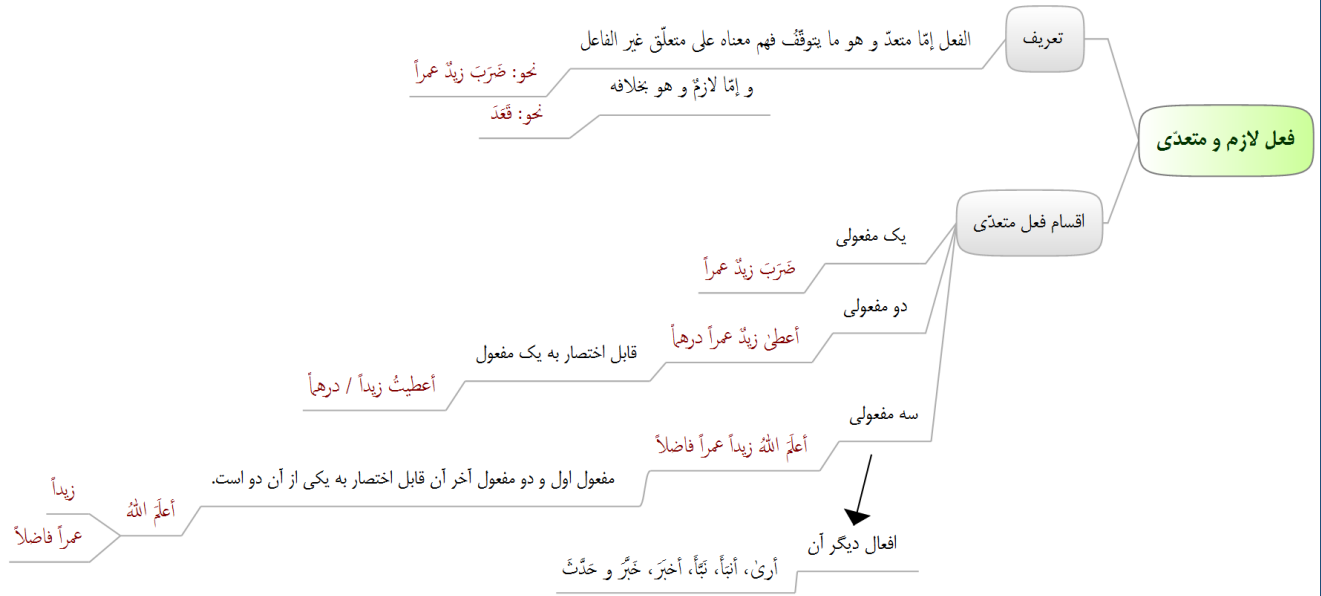 فعل لازم و متعدّی
تعریف
الفعل إمّا متعدّ و هو ما يتوقّفُ فهم معناه على متعلّق غير الفاعل
نحو: ضَرَبَ زيدٌ عمراً
و إمّا لازمٌ و هو بخلافه
نحو: قَعَدَ
اقسام فعل متعدّی
یک مفعولی
ضَرَبَ زيدٌ عمراً
دو مفعولی
أعطىٰ زيدٌ عمراً درهماً
قابل اختصار به یک مفعول
أعطيتُ زيداً / درهماً
سه مفعولی
أعلَمَ اللهُ زيداً عمراً فاضلاً
مفعول اول و دو مفعول آخر آن قابل اختصار به یکی از آن دو است.
أعلَمَ اللهُ
زيداً
عمراً فاضلاً
افعال دیگر آن
أرىٰ، أنبَأَ، نَبَّأَ، أخبَرَ، خَبَّرَ و حَدَّثَ